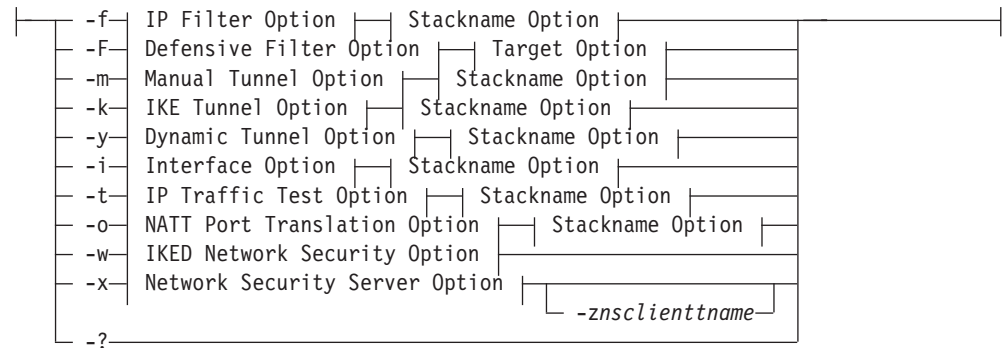 -f IP Filter Option Stackname Option
-F Defensive Filter Option Target Option
-m Manual Tunnel Option Stackname Option
-k IKE Tunnel Option Stackname Option
-y Dynamic Tunnel Option Stackname Option
-i Interface Option Stackname Option
-t IP Traffic Test Option Stackname Option
-o NATT Port Translation Option Stackname Option
-w IKED Network Security Option
-x Network Security Server Option
-znsclienttname
-?